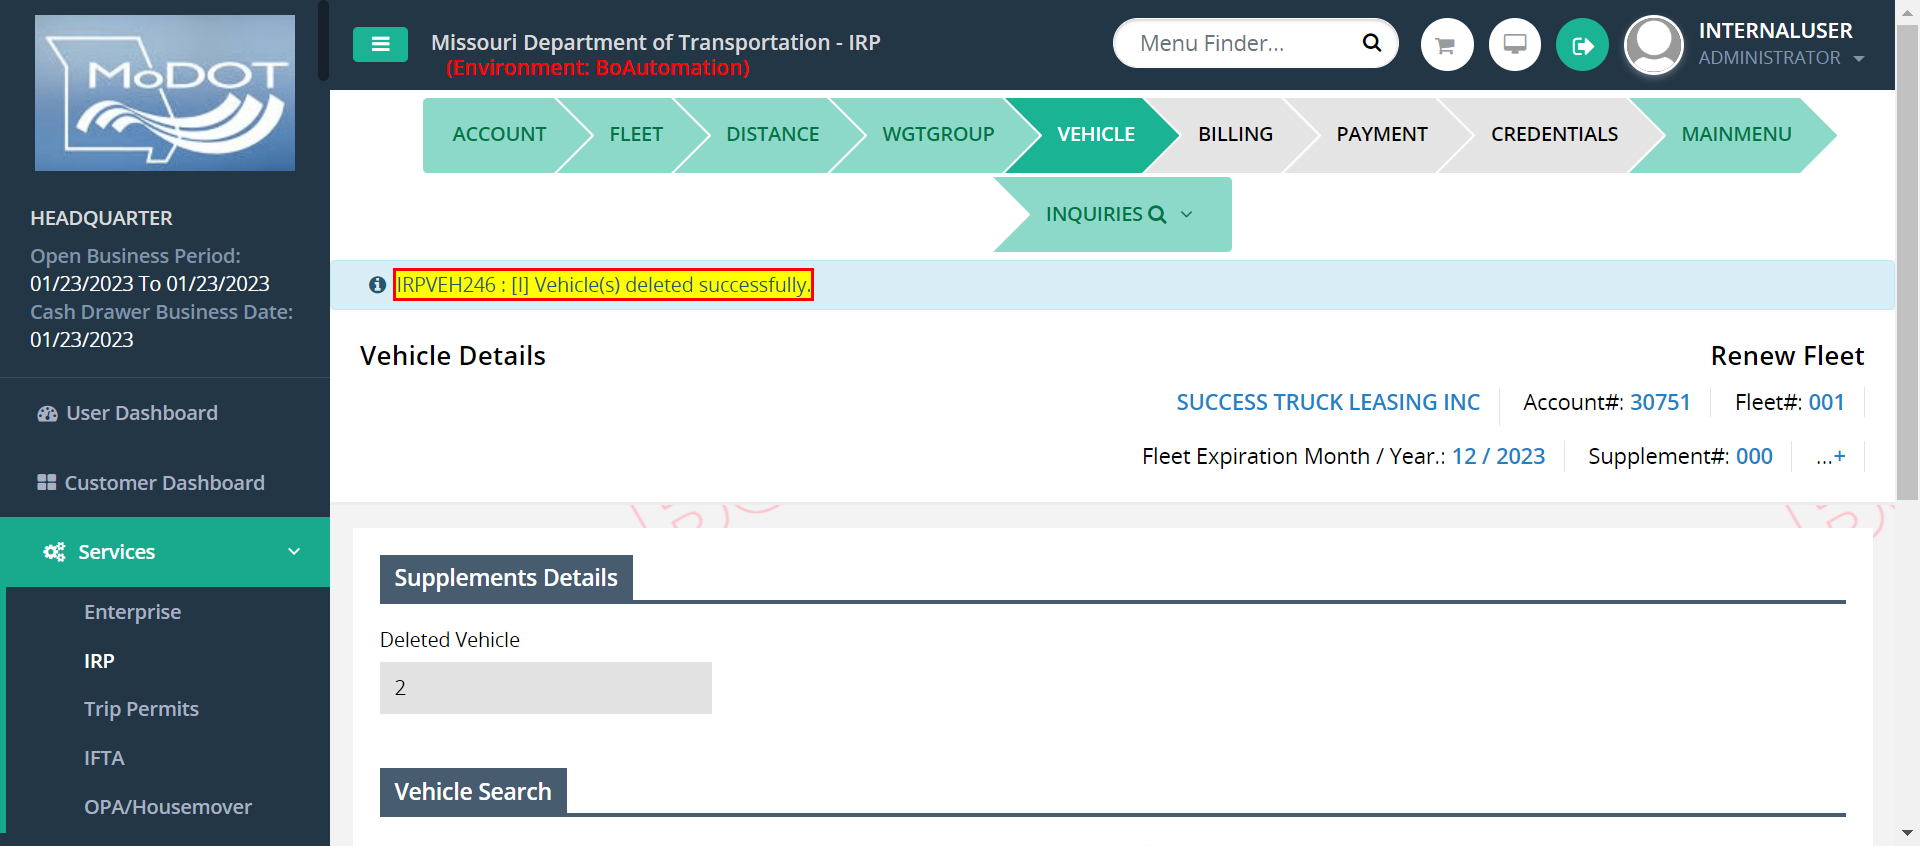 MoDOT
Missouri Department of Transportation - IRP
(Environment: BoAutomation)
Menu Finder...
INTERNALUSER
ADMINISTRATOR
HEADQUARTER
Open Business Period:
01/23/2023 To 01/23/2023
Cash Drawer Business Date:
01/23/2023
User Dashboard
Customer Dashboard
Services
Enterprise
IRP
Trip Permits
IFTA
OPA/Housemover
ACCOUNT FLEET DISTANCE WGTGROUP VEHICLE BILLING PAYMENT CREDENTIALS MAINMENU
INQUIRIES
IRPVEH246 : [I] Vehicle(s) deleted successfully.
Vehicle Details
Renew Fleet
SUCCESS TRUCK LEASING INC Account#: 30751 Fleet#: 001
Fleet Expiration Month / Year.: 12 / 2023 Supplement#: 000 ...+
Supplements Details
Deleted Vehicle
2
Vehicle Search